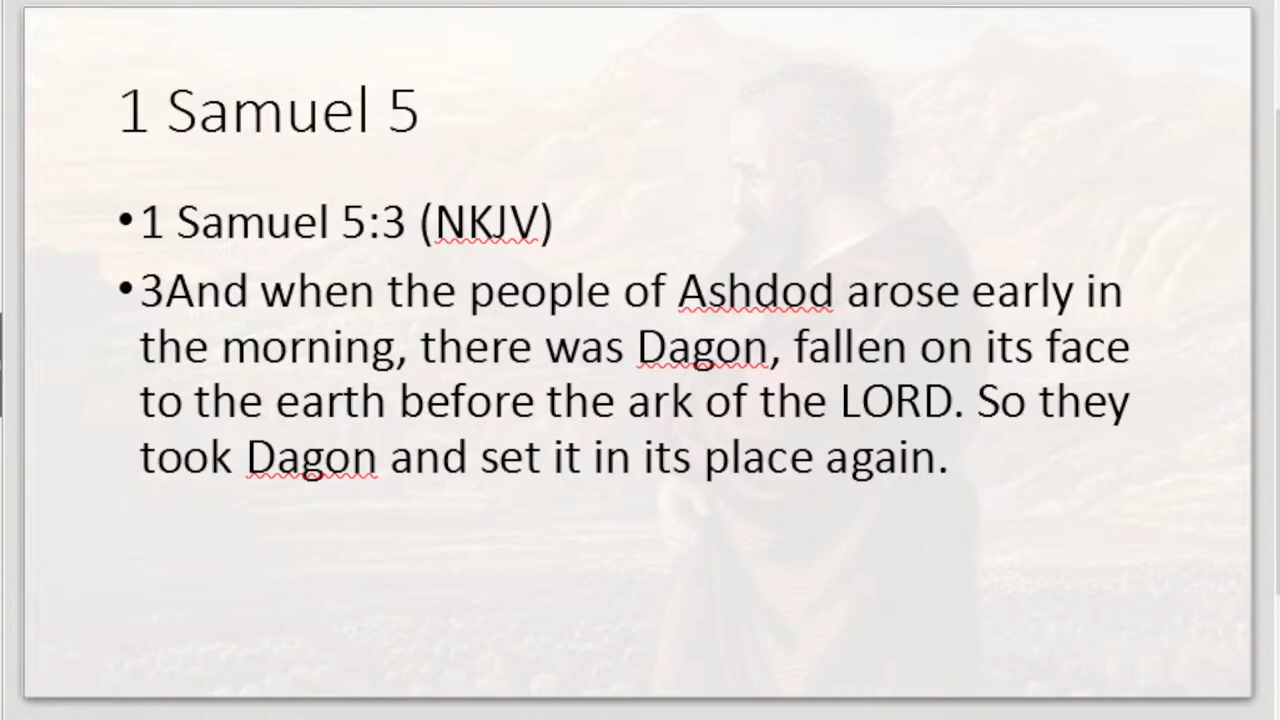 1 Samuel 5
•1 Samuel 5:3 (NKJV)
•3And when the people of Ashdod arose early in
the morning, there was Dagon, fallen on its face
to the earth before the ark of the LORD. So they
took Dagon and set it in its place again.